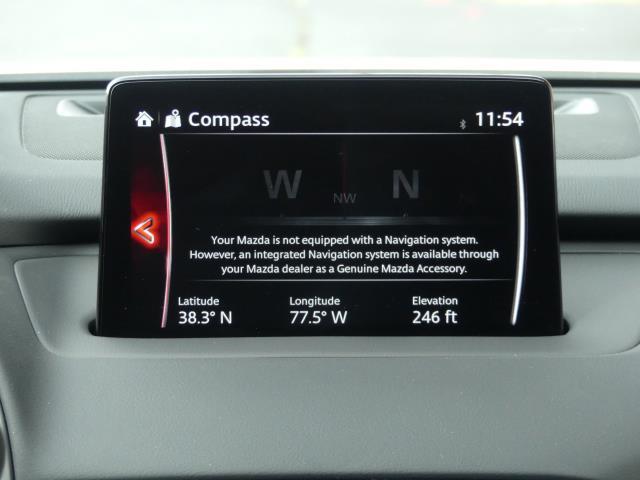 Compass 11:54
W NW N
Your Mazda is not equipped with a Navigation system.
However, an integrated Navigation system is available through
your Mazda dealer as a Genuine Mazda Accessory.
Latitude Longitude Elevation
38.3° N 77.5° W 246 ft